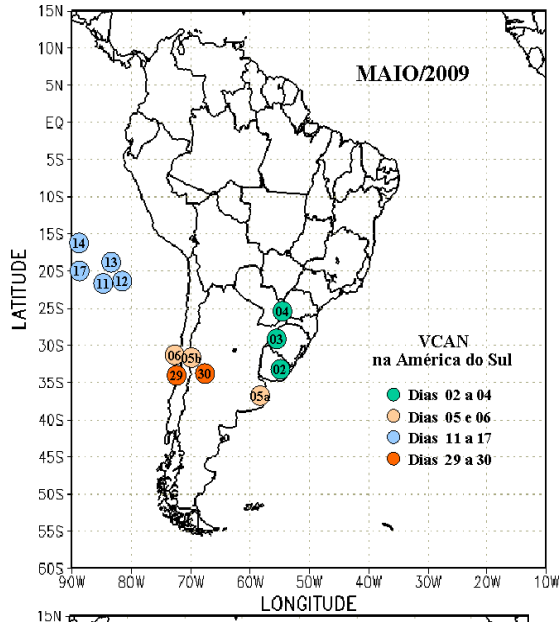 15N
10N
5N
EQ
5S
10S
15S
20S
25S
30S
35S
40S
45S
50S
55S
60S
LATITUDE
MAIO/2009
14
13
17
11
12
04
03
06
05b
02
29
30
05a
VCAN
na América do Sul
Dias 02 a 04
Dias 05 e 06
Dias 11 a 17
Dias 29 a 30
90W 80W 70W 60W 50W 40W 30W 20W 10W
LONGITUDE
15N